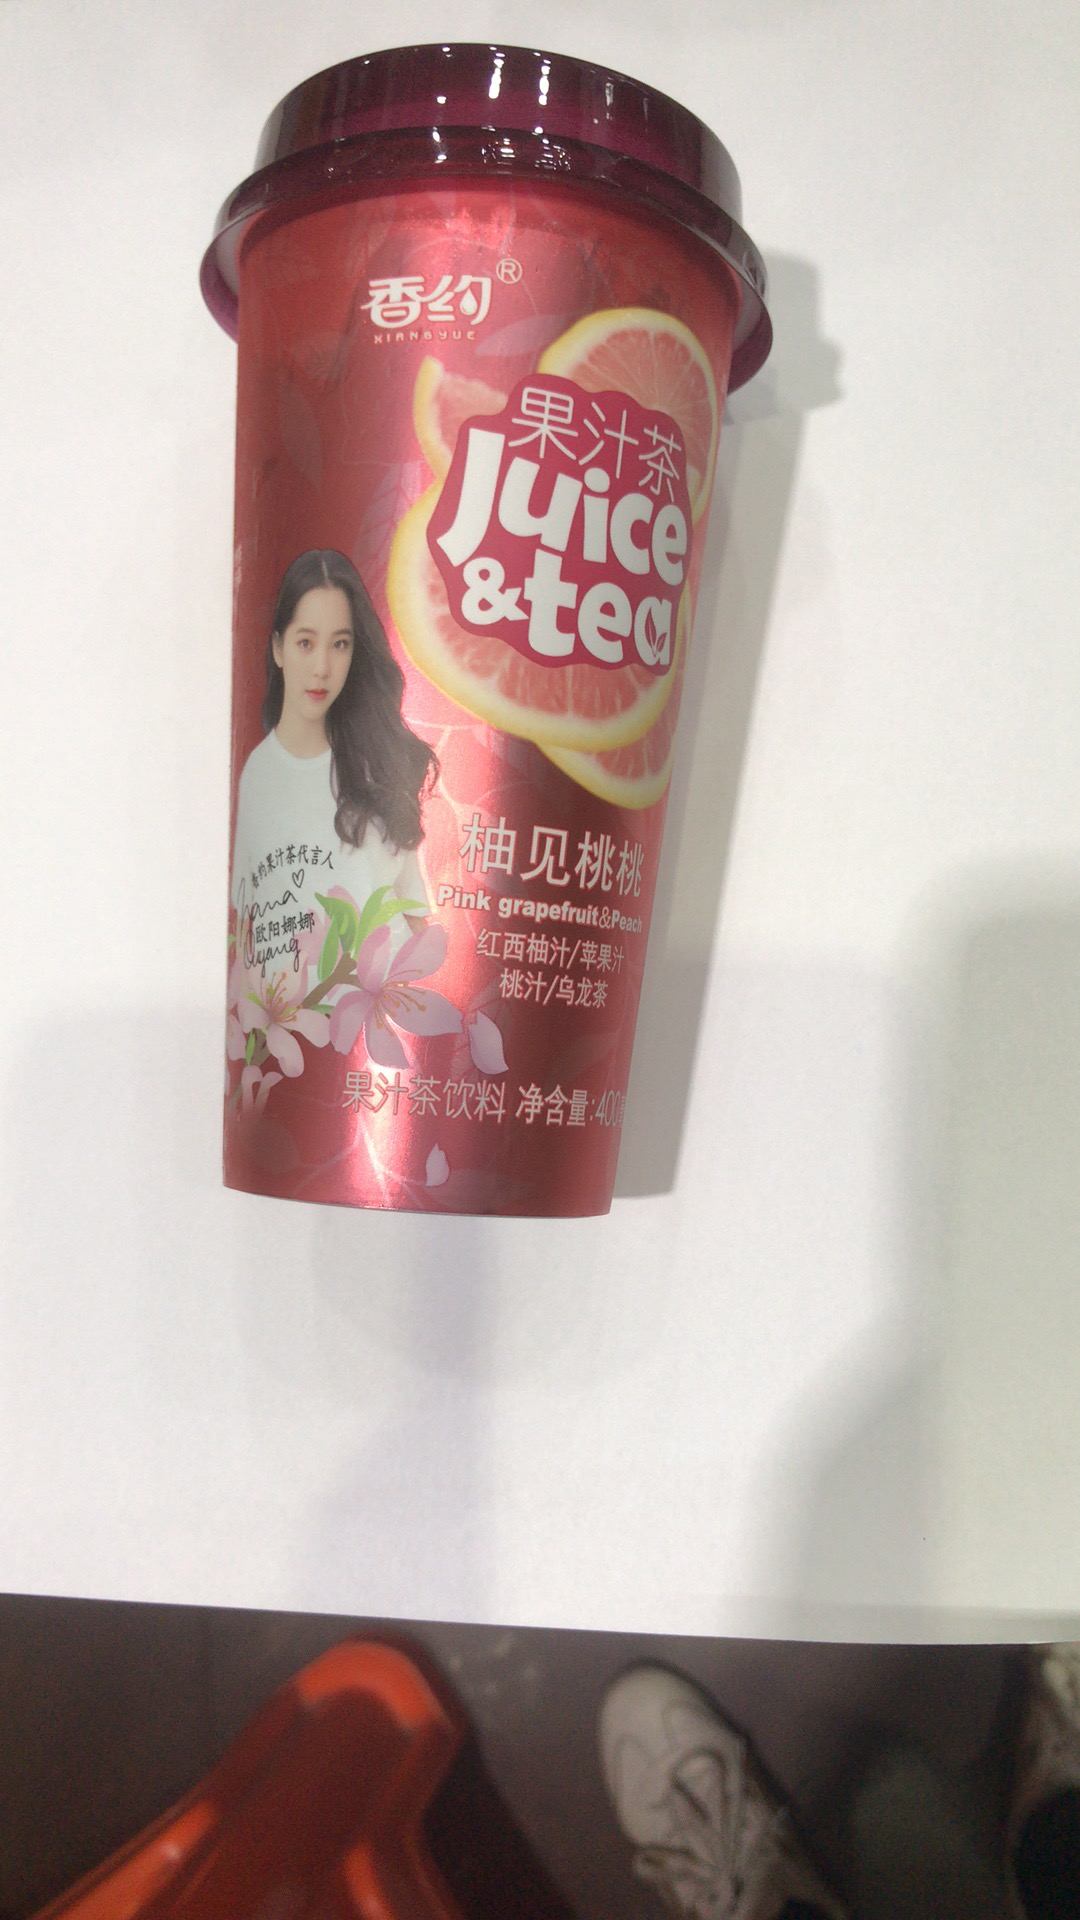 香约®
XIANGYUE
果汁茶
Juice
&tea
柚见桃桃
Pink grapefruit&Peach
红西柚汁/苹果汁
桃汁/乌龙茶
香约果汁茶代言人
Nana
欧阳娜娜
Ouyang
果汁茶饮料 净含量:400